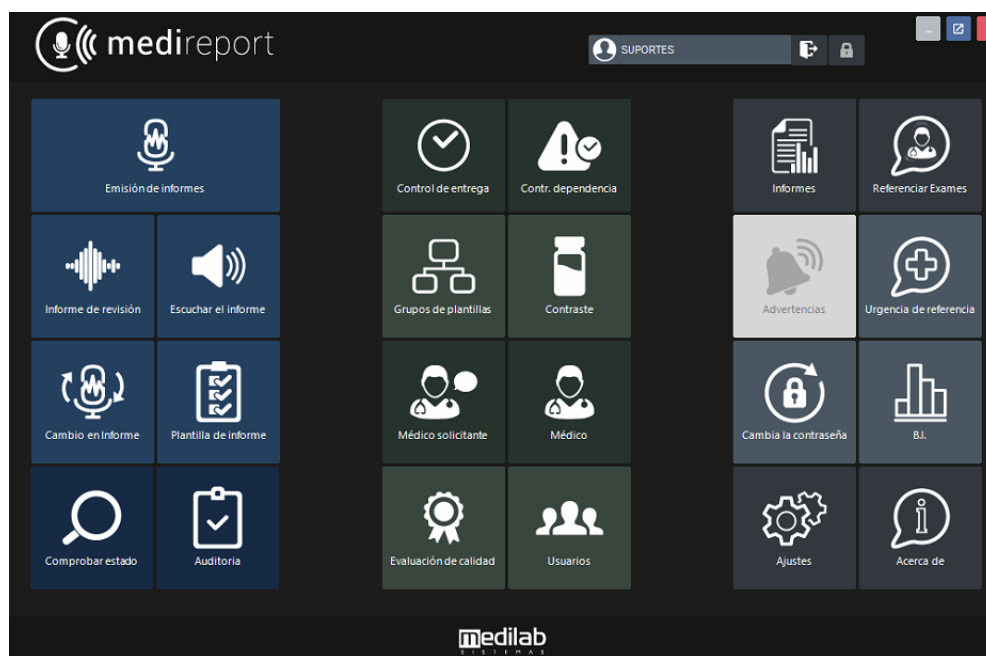 medireport
SUPORTES
Emisión de informes
Informe de revisión
Escuchar el informe
Cambio en Informe
Plantilla de informe
Comprobar estado
Auditoria
Control de entrega
Contr. dependencia
Grupos de plantillas
Contraste
Médico solicitante
Médico
Evaluación de calidad
Usuarios
Informes
Referenciar Exames
Advertencias
Urgencia de referencia
Cambia la contraseña
B.I.
Ajustes
Acerca de
medilab
SISTEMAS